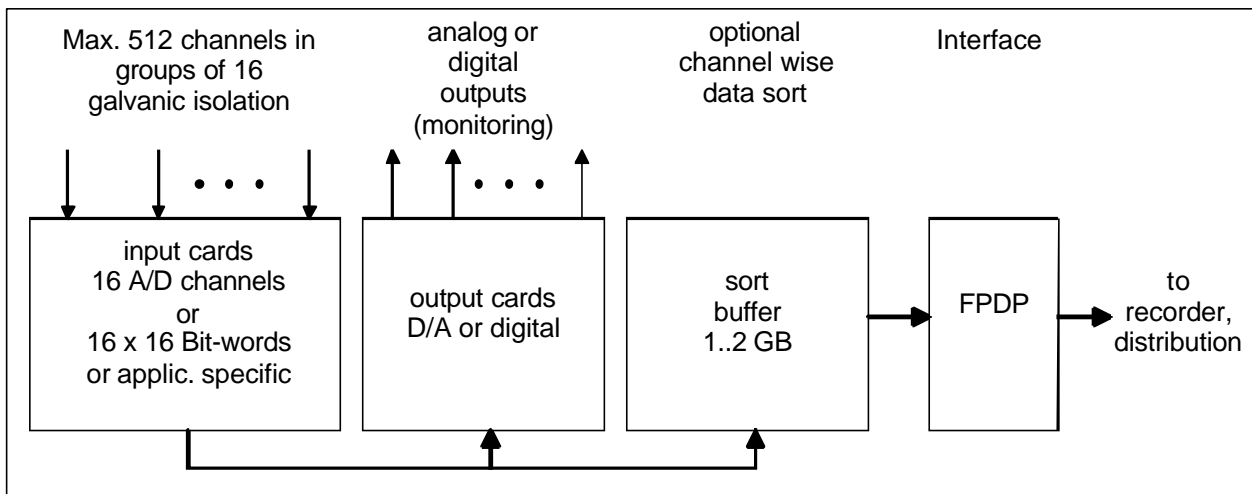 Max. 512 channels in
groups of 16
galvanic isolation
analog or
digital
outputs
(monitoring)
optional
channel wise
data sort
Interface
input cards
16 A/D channels
or
16 x 16 Bit-words
or applic. specific
output cards
D/A or digital
sort
buffer
1..2 GB
FPDP
to
recorder,
distribution